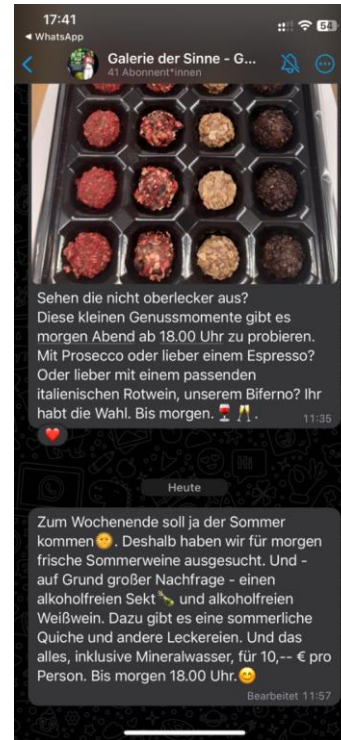 17:41
54
◄ WhatsApp
Galerie der Sinne - G...
41 Abonnent*innen
Sehen die nicht oberlecker aus?
Diese kleinen Genussmomente gibt es
morgen Abend ab 18.00 Uhr zu probieren.
Mit Prosecco oder lieber einem Espresso?
Oder lieber mit einem passenden
italienischen Rotwein, unserem Biferno? Ihr
habt die Wahl. Bis morgen.🍷🥂.
11:35
❤️
Heute
Zum Wochenende soll ja der Sommer
kommen🌞. Deshalb haben wir für morgen
frische Sommerweine ausgesucht. Und -
auf Grund großer Nachfrage - einen
alkoholfreien Sekt🍾 und alkoholfreien
Weißwein. Dazu gibt es eine sommerliche
Quiche und andere Leckereien. Und das
alles, inklusive Mineralwasser, für 10,-- € pro
Person. Bis morgen 18.00 Uhr.😊
Bearbeitet 11:57